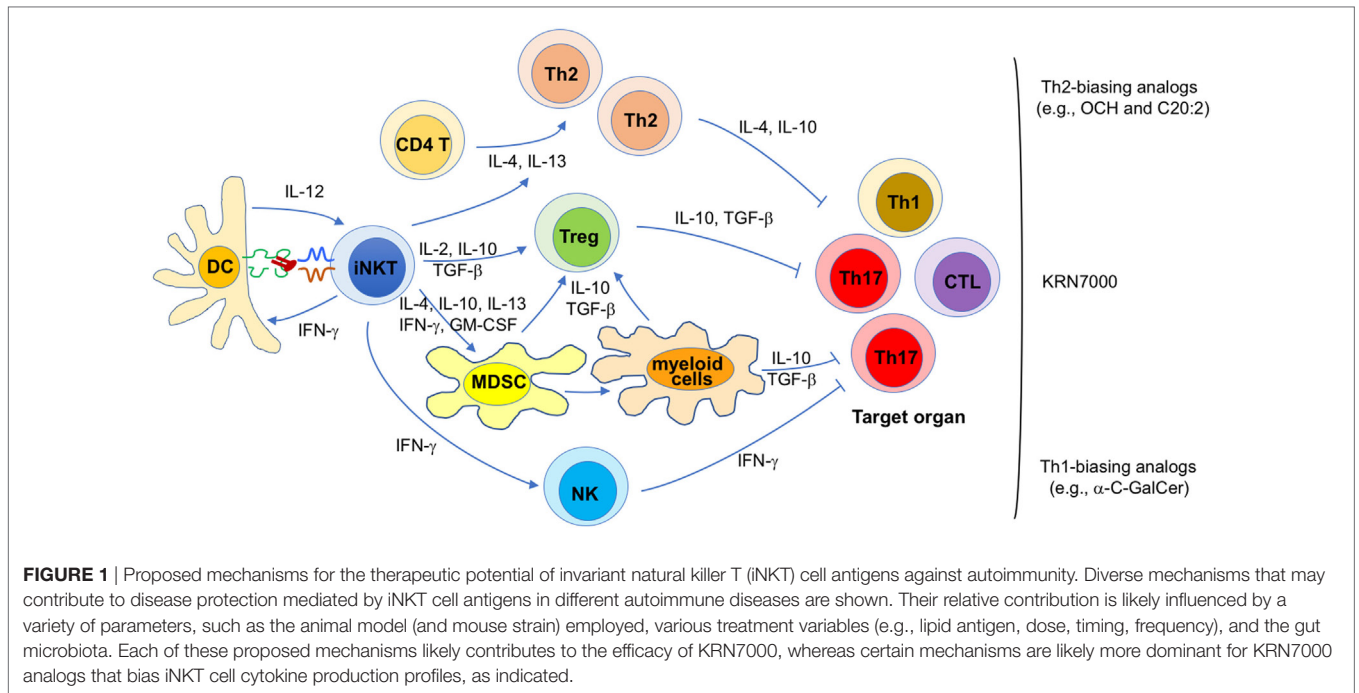 Th2
Th2
CD4 T
IL-4, IL-13
IL-4, IL-10
IL-12
DC
iNKT
IFN-γ
IL-2, IL-10
TGF-β
Treg
IL-10, TGF-β
IL-4, IL-10, IL-13
IFN-γ, GM-CSF
IL-10
TGF-β
MDSC
myeloid
cells
IL-10
TGF-β
IFN-γ
NK
IFN-γ
Th1
Th17
CTL
Th17
Target organ
Th2-biasing analogs
(e.g., OCH and C20:2)
KRN7000
Th1-biasing analogs
(e.g., α-C-GalCer)
FIGURE 1 | Proposed mechanisms for the therapeutic potential of invariant natural killer T (iNKT) cell antigens against autoimmunity. Diverse mechanisms that may
contribute to disease protection mediated by iNKT cell antigens in different autoimmune diseases are shown. Their relative contribution is likely influenced by a
variety of parameters, such as the animal model (and mouse strain) employed, various treatment variables (e.g., lipid antigen, dose, timing, frequency), and the gut
microbiota. Each of these proposed mechanisms likely contributes to the efficacy of KRN7000, whereas certain mechanisms are likely more dominant for KRN7000
analogs that bias iNKT cell cytokine production profiles, as indicated.